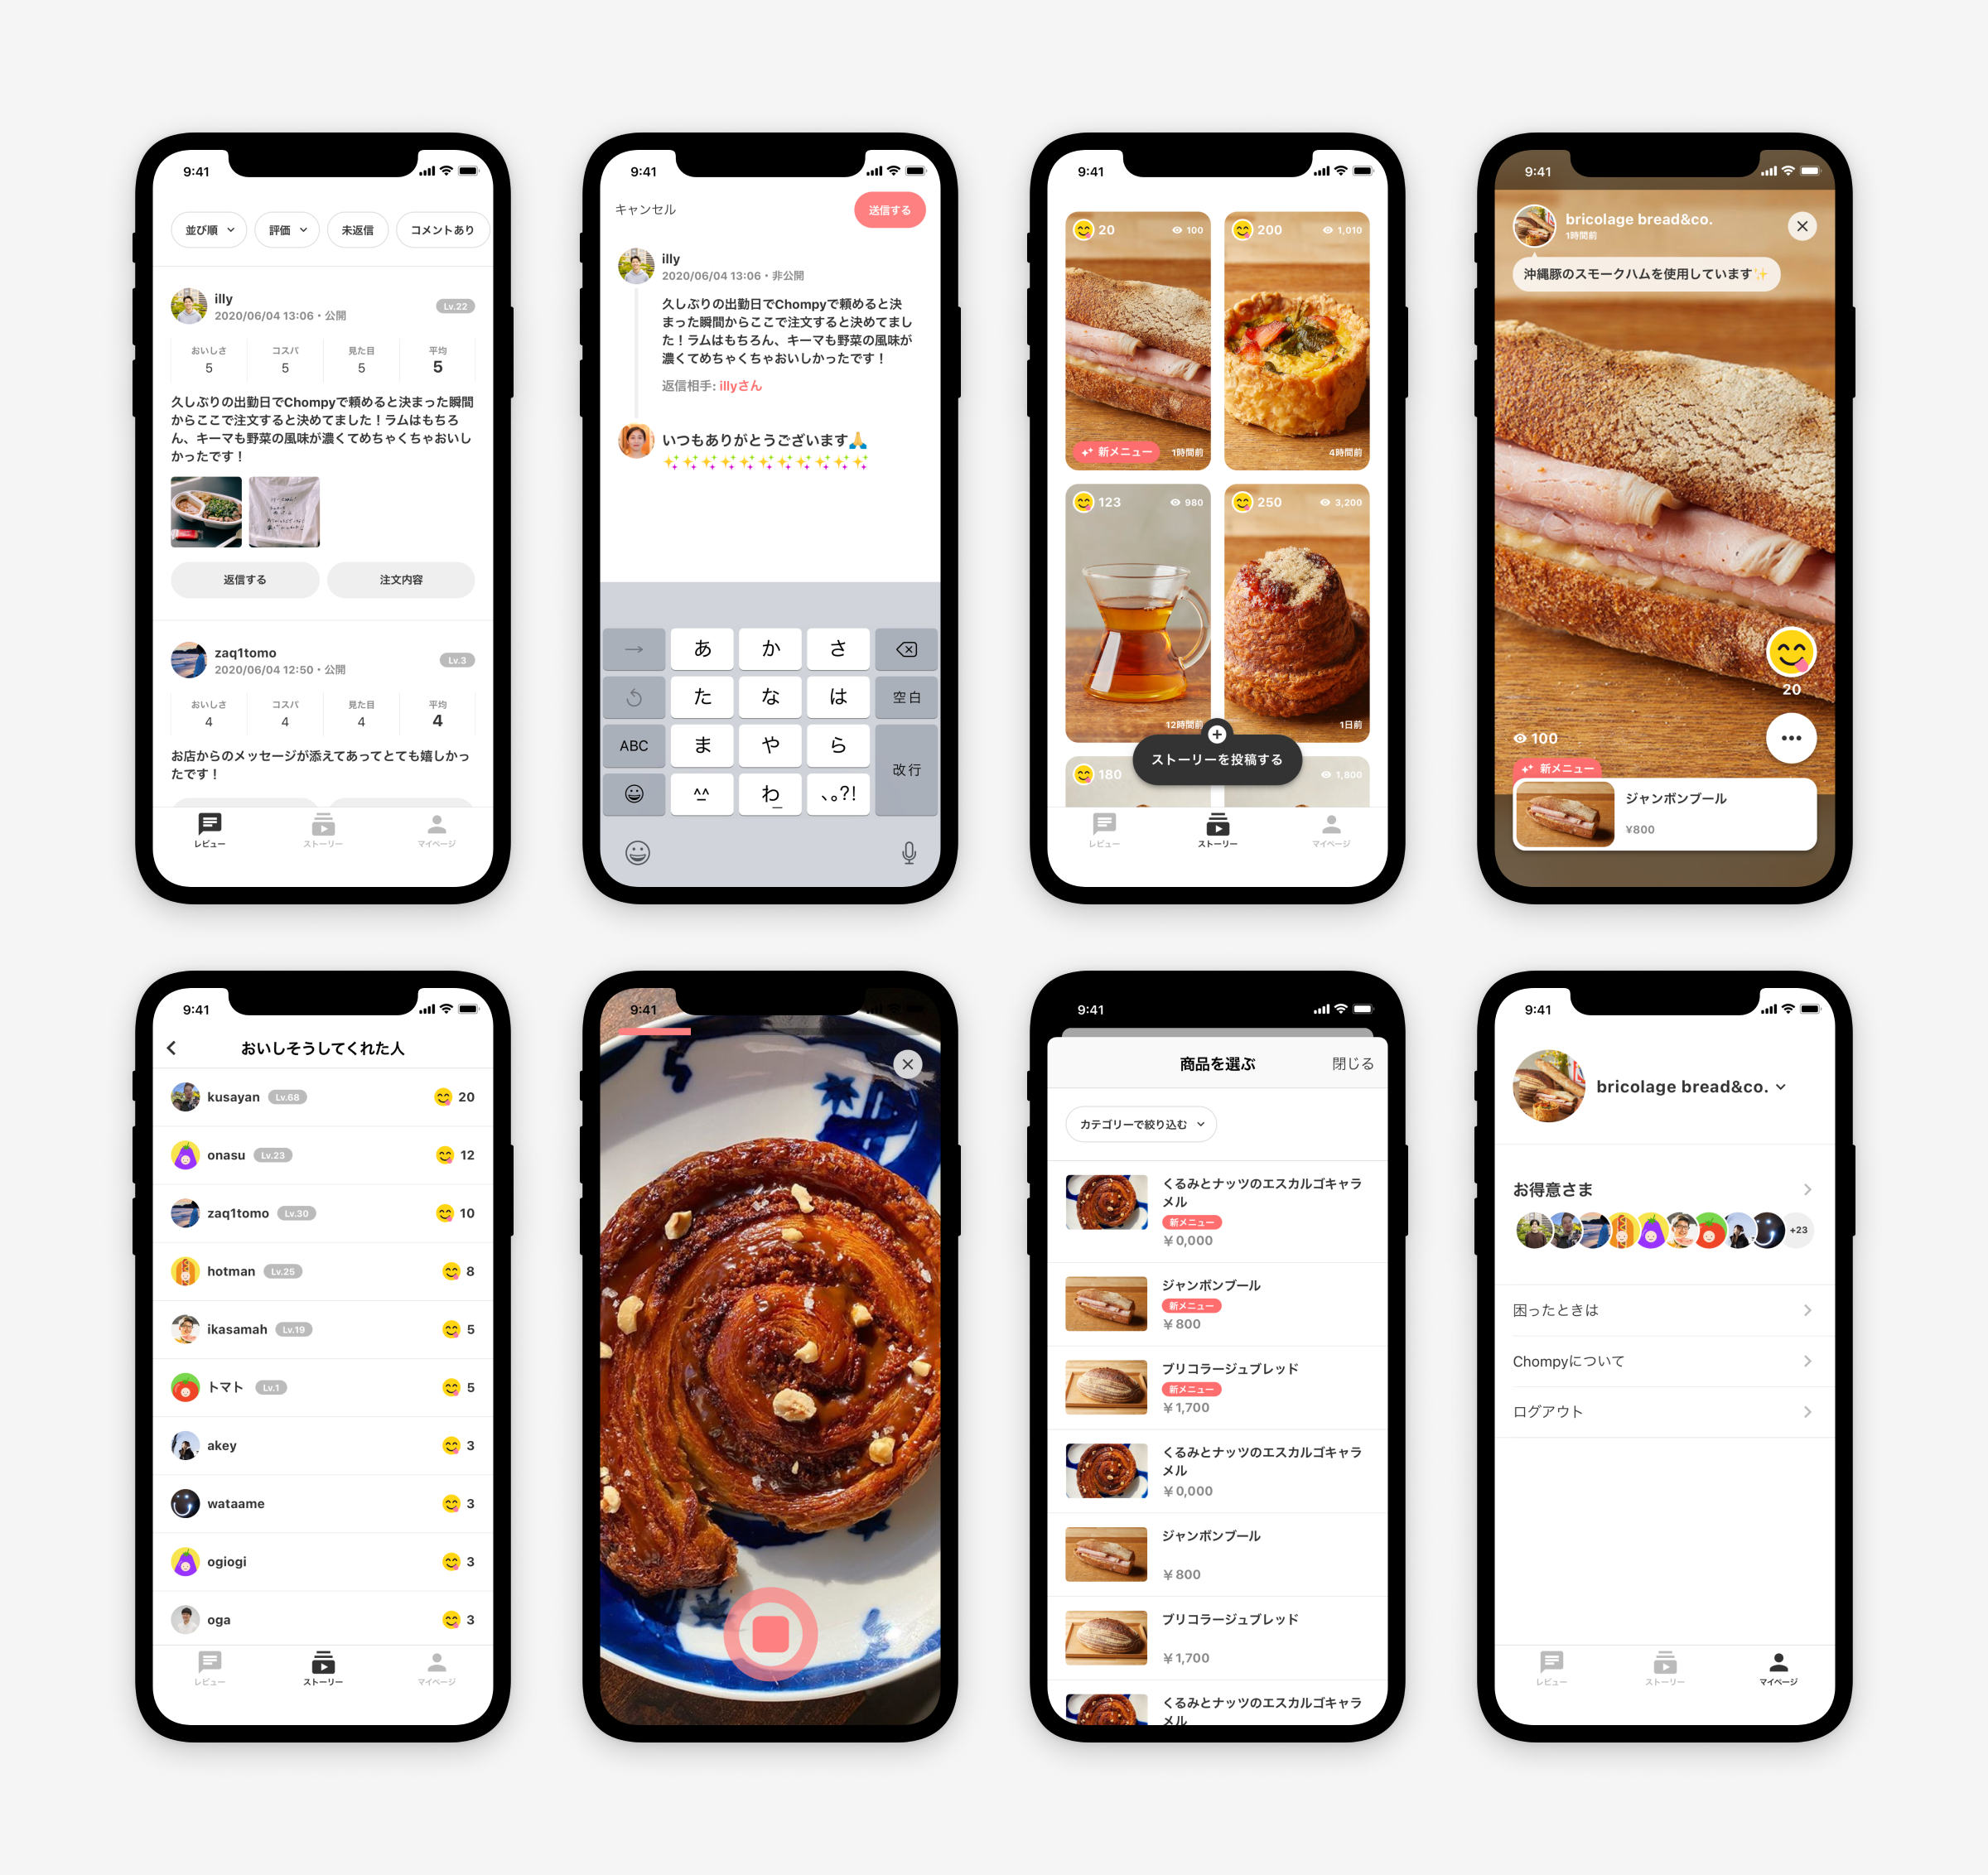 9:41
並び順
評価
未返信
コメントあり
illy
2020/06/04 13:06・公開
Lv.22
おいしさ
コスパ
見た目
平均
5
5
5
5
久しぶりの出勤日でChompyで頼めると決まった瞬間
からここで注文すると決めてました！ラムはもちろ
ん、キーマも野菜の風味が濃くてめちゃくちゃおいし
かったです！
返信する
注文内容
zaq1tomo
2020/06/04 12:50・公開
Lv.3
おいしさ
コスパ
見た目
平均
4
4
4
4
お店からのメッセージが添えてあってとても嬉しかっ
たです！
レビュー
ストーリー
マイページ
9:41
キャンセル
送信する
illy
2020/06/04 13:06・非公開
久しぶりの出勤日でChompyで頼めると決
まった瞬間からここで注文すると決めてまし
た！ラムはもちろん、キーマも野菜の風味が
濃くてめちゃくちゃおいしかったです！
返信相手: illyさん
いつもありがとうございます🙏
✨✨✨✨✨✨✨✨✨✨✨
→
あ
か
さ
た
な
は
空白
ABC
ま
や
ら
改行
^^
わ
、。?!
9:41
20
100
200
1,010
新メニュー
1時間前
4時間前
123
980
250
3,200
12時間前
1日前
180
1,800
ストーリーを投稿する
レビュー
ストーリー
マイページ
9:41
bricolage bread&co.
1時間前
沖縄豚のスモークハムを使用しています✨
20
100
新メニュー
ジャンボンブール
¥800
9:41
おいしそうしてくれた人
kusayan
Lv.68
20
onasu
Lv.23
12
zaq1tomo
Lv.30
10
hotman
Lv.25
8
ikasamah
Lv.19
5
トマト
Lv.1
5
akey
3
wataame
3
ogiogi
3
oga
3
レビュー
ストーリー
マイページ
9:41
9:41
商品を選ぶ
閉じる
カテゴリーで絞り込む
くるみとナッツのエスカルゴキャラ
メル
新メニュー
￥0,000
ジャンボンブール
新メニュー
￥800
ブリコラージュブレッド
新メニュー
￥1,700
くるみとナッツのエスカルゴキャラ
メル
￥0,000
ジャンボンブール
￥800
ブリコラージュブレッド
￥1,700
くるみとナッツのエスカルゴキャラ
メル
9:41
bricolage bread&co.
お得意さま
+23
困ったときは
Chompyについて
ログアウト
レビュー
ストーリー
マイページ